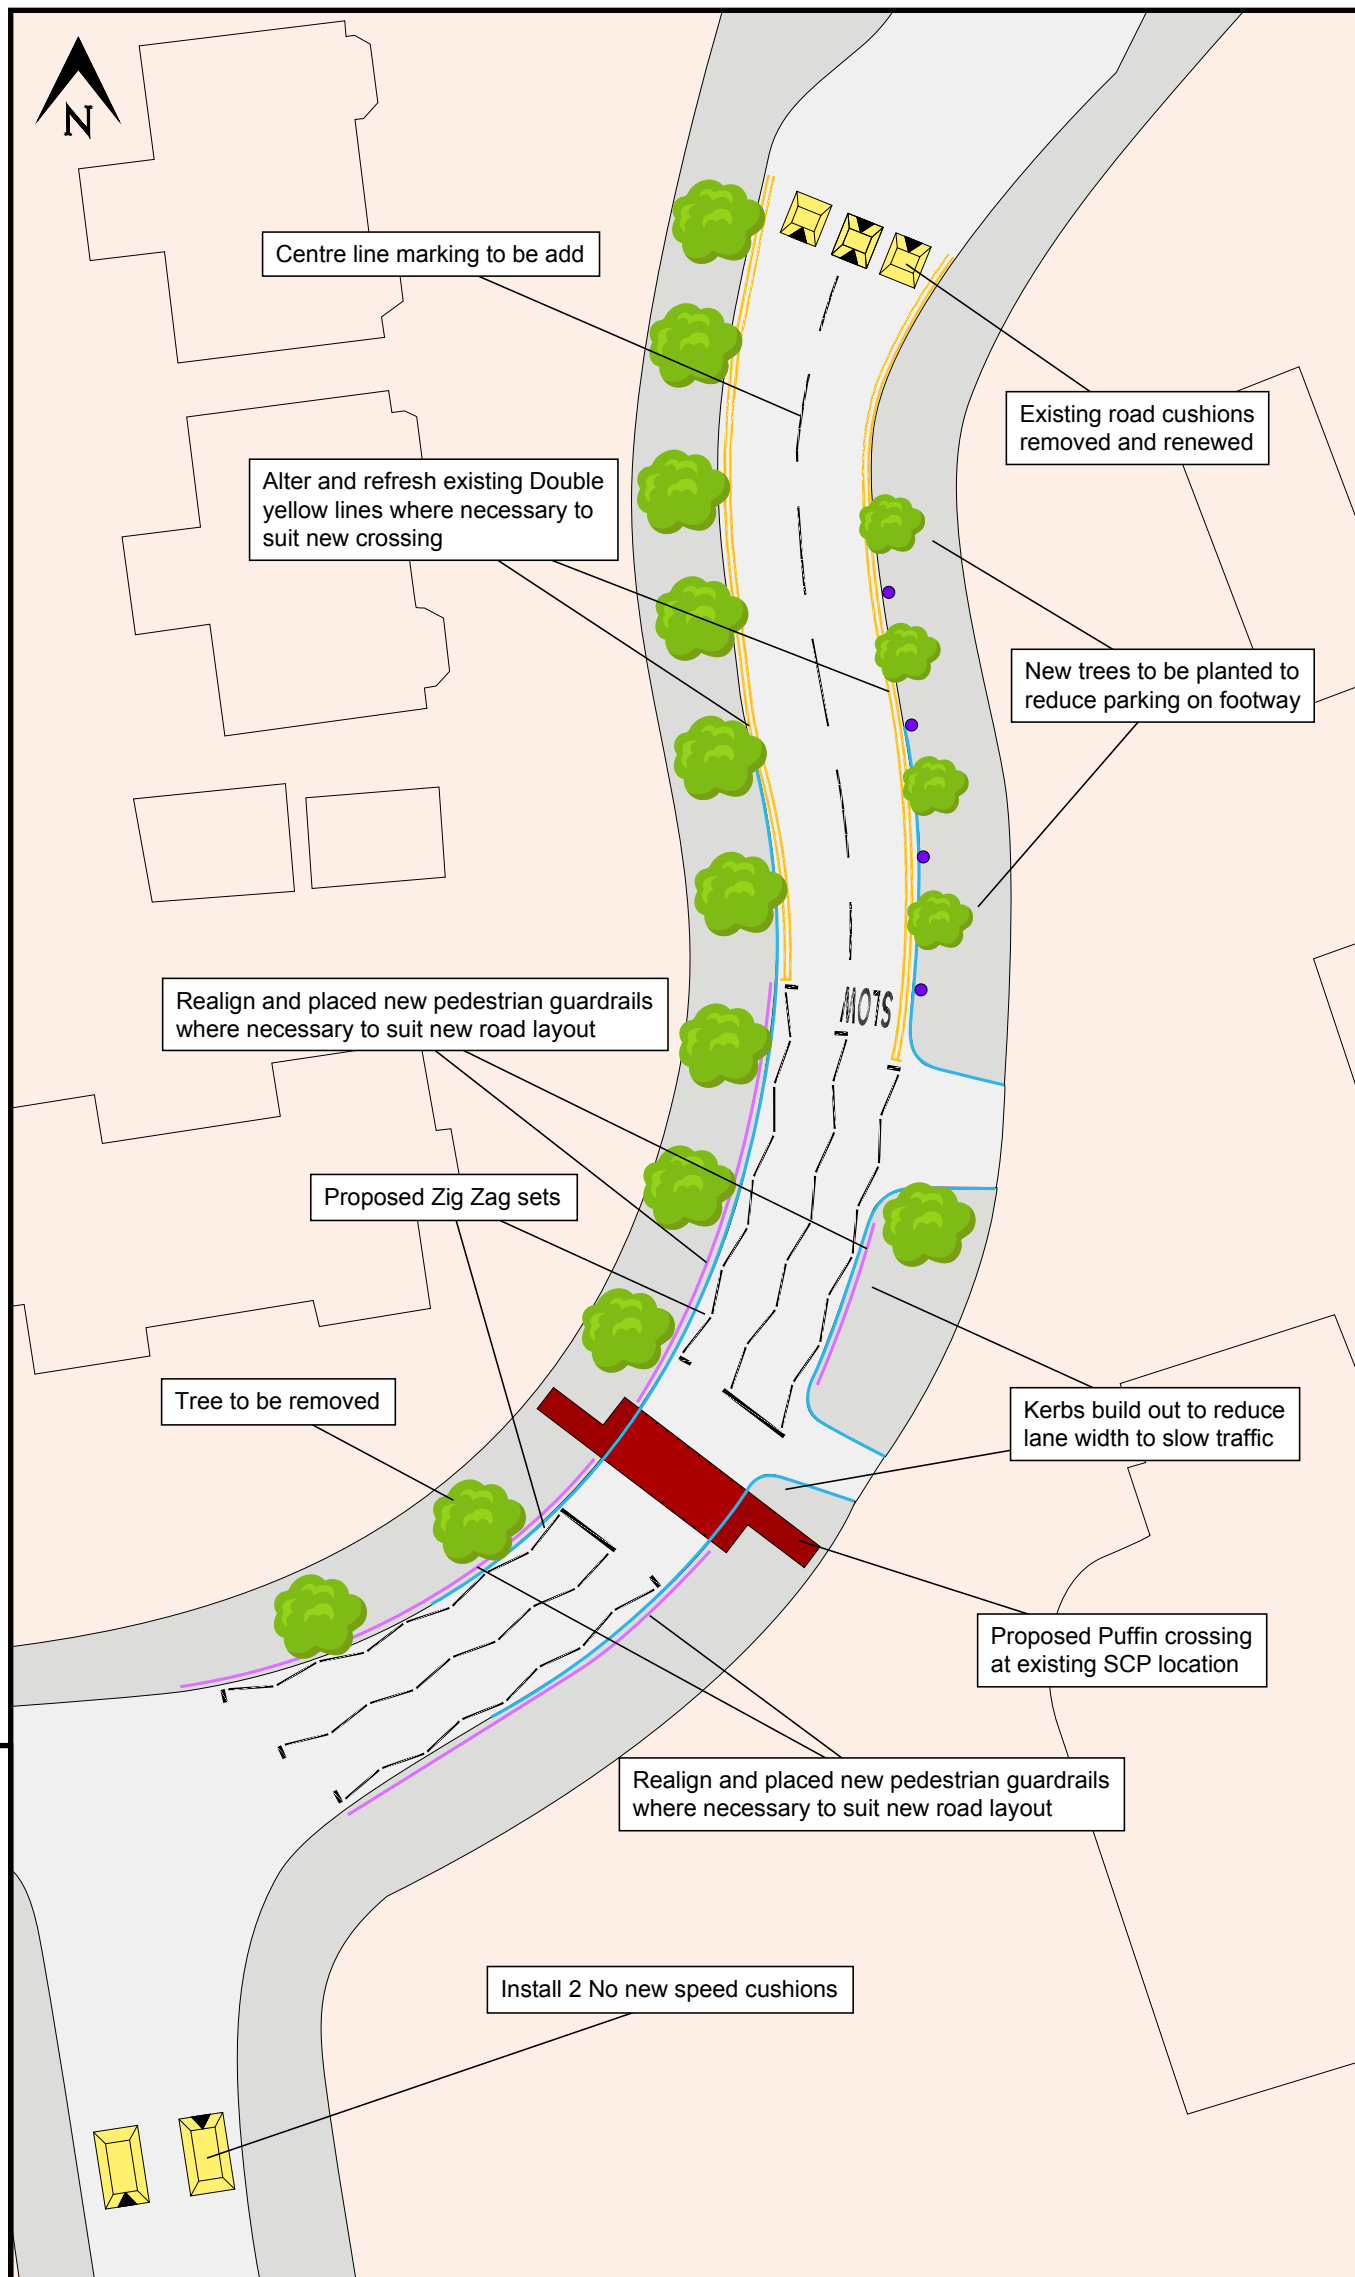 N
Centre line marking to be add
Existing road cushions
removed and renewed
Alter and refresh existing Double
yellow lines where necessary to
suit new crossing
New trees to be planted to
reduce parking on footway
Realign and placed new pedestrian guardrails
where necessary to suit new road layout
SLOW
Proposed Zig Zag sets
Tree to be removed
Kerbs build out to reduce
lane width to slow traffic
Proposed Puffin crossing
at existing SCP location
Realign and placed new pedestrian guardrails
where necessary to suit new road layout
Install 2 No new speed cushions